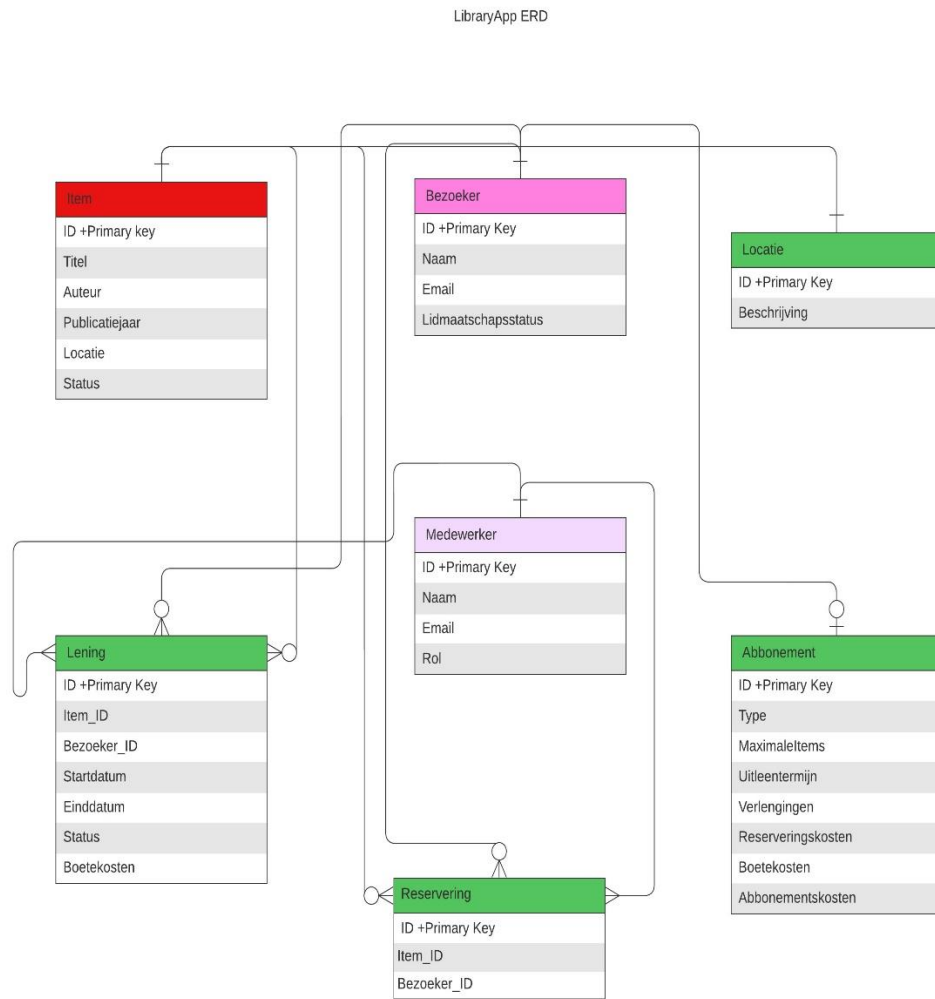 LibraryApp ERD
Item
ID +Primary key
Titel
Auteur
Publicatiejaar
Locatie
Status
Bezoeker
ID +Primary Key
Naam
Email
Lidmaatschapsstatus
Locatie
ID +Primary Key
Beschrijving
Medewerker
ID +Primary Key
Naam
Email
Rol
Lening
ID +Primary Key
Item_ID
Bezoeker_ID
Startdatum
Einddatum
Status
Boetekosten
Abbonement
ID +Primary Key
Type
MaximaleItems
Uitleentermijn
Verlengingen
Reserveringskosten
Boetekosten
Abbonementskosten
Reservering
ID +Primary Key
Item_ID
Bezoeker_ID